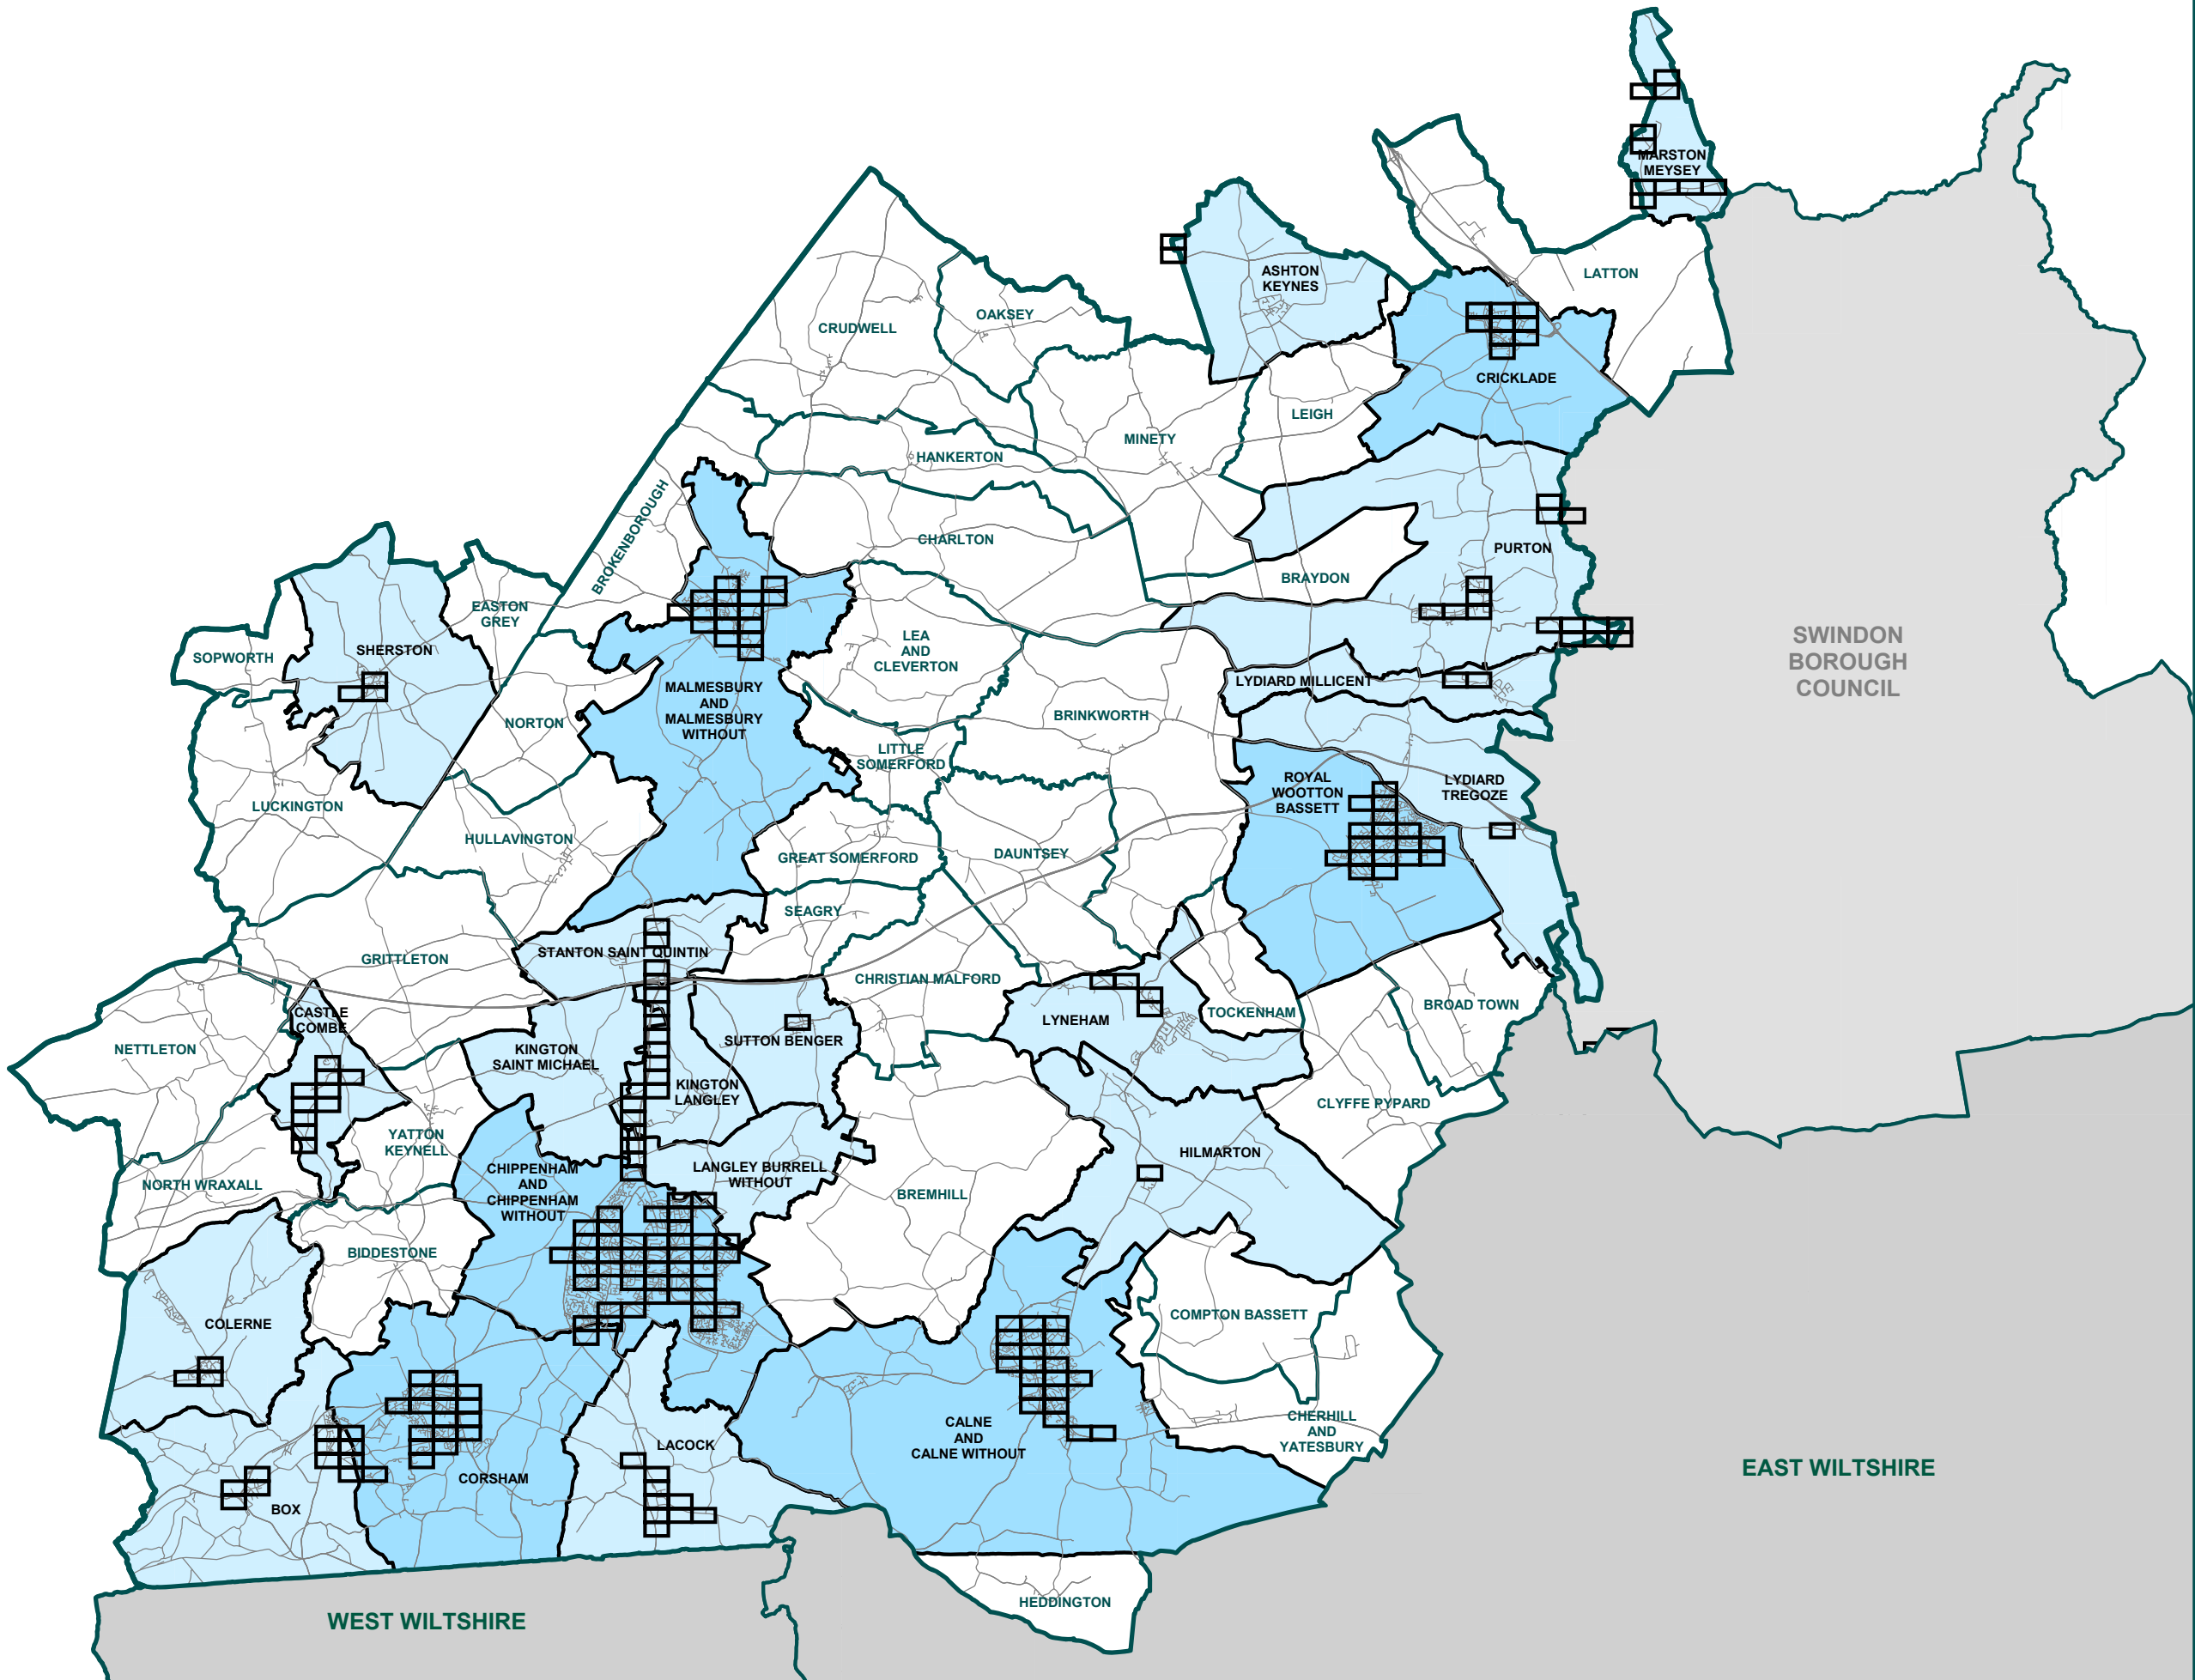 MARSTON
MEYSEY
ASHTON
KEYNES
LATTON
CRUDWELL
OAKSEY
CRICKLADE
LEIGH
MINETY
HANKERTON
BROKENBOROUGH
CHARLTON
PURTON
BRAYDON
EASTON
GREY
SHERSTON
SOPWORTH
LEA
AND
CLEVERTON
SWINDON
BOROUGH
COUNCIL
LYDIARD MILLICENT
MALMESBURY
AND
MALMESBURY
WITHOUT
NORTON
BRINKWORTH
LITTLE
SOMERFORD
ROYAL
WOOTTON
BASSETT
LYDIARD
TREGOZE
LUCKINGTON
HULLAVINGTON
GREAT SOMERFORD
DAUNTSEY
SEAGRY
STANTON SAINT QUINTIN
GRITTLETON
CHRISTIAN MALFORD
BROAD TOWN
TOCKENHAM
LYNEHAM
CASTLE
COMBE
NETTLETON
KINGTON
SAINT MICHAEL
SUTTON BENGER
KINGTON
LANGLEY
CLYFFE PYPARD
YATTON
KEYNELL
HILMARTON
CHIPPENHAM
AND
CHIPPENHAM
WITHOUT
LANGLEY BURRELL
WITHOUT
NORTH WRAXALL
BREMHILL
BIDDESTONE
COLERNE
COMPTON BASSETT
CHERHILL
AND
YATESBURY
CALNE
AND
CALNE WITHOUT
LACOCK
CORSHAM
BOX
EAST WILTSHIRE
HEDDINGTON
WEST WILTSHIRE